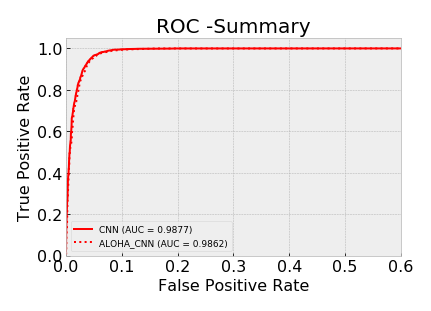 ROC -Summary
True Positive Rate
1.0
0.8
0.6
0.4
0.2
0.0
CNN (AUC = 0.9877)
ALOHA_CNN (AUC = 0.9862)
0.0 0.1 0.2 0.3 0.4 0.5 0.6
False Positive Rate